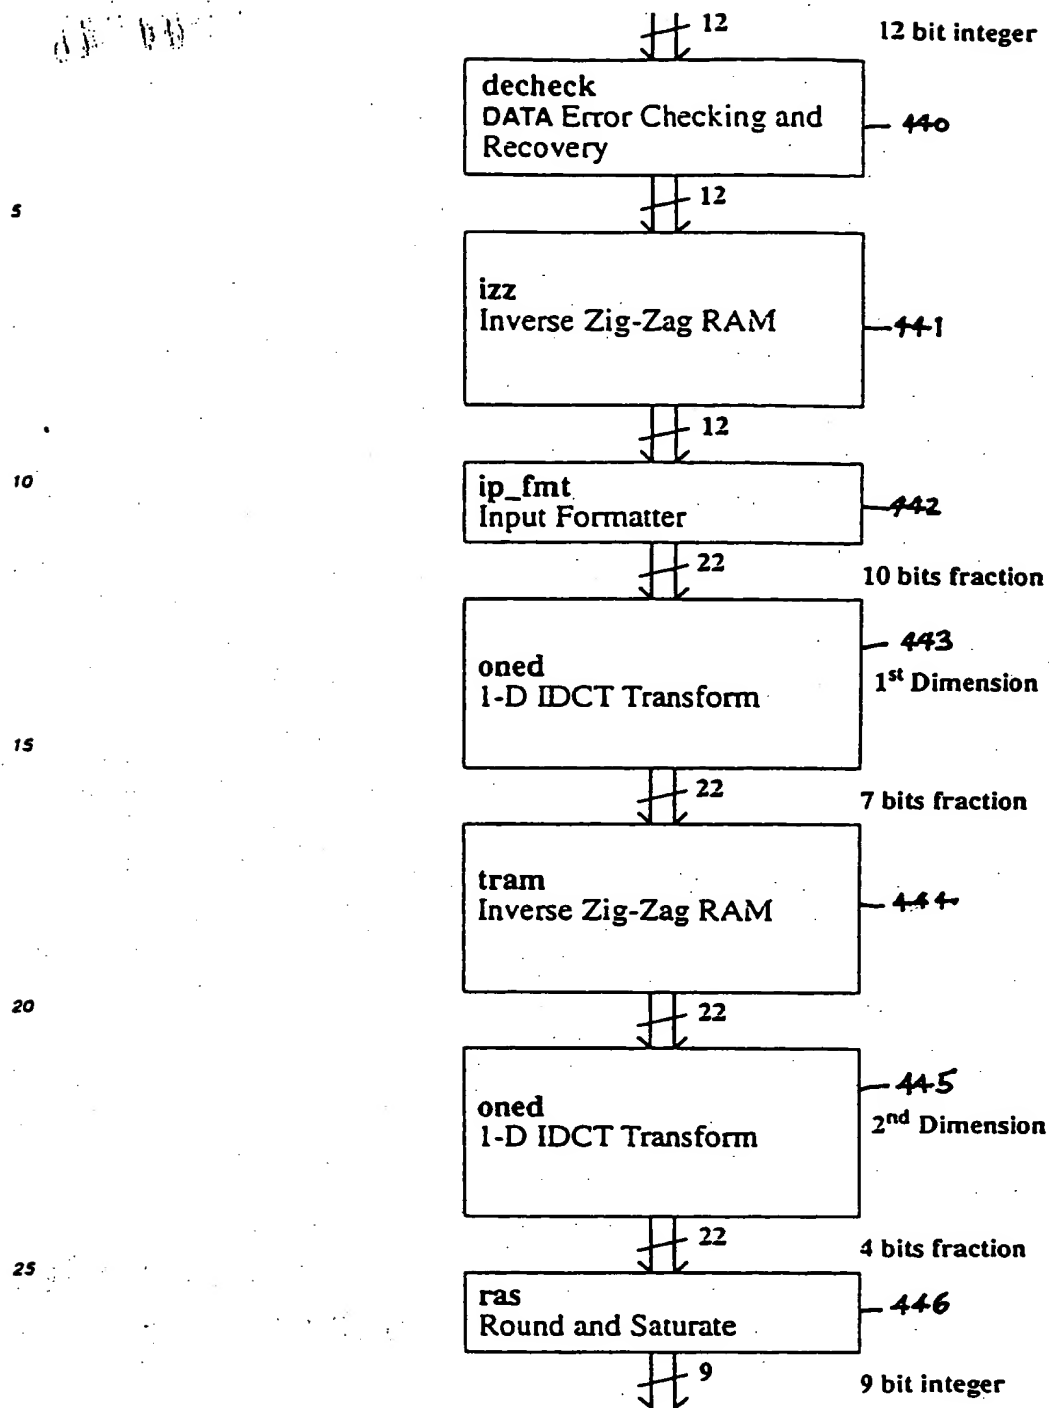 12 12 bit integer
decheck
DATA Error Checking and
Recovery
440
12
5
izz
Inverse Zig-Zag RAM
441
12
10
ip_fmt
Input Formatter
442
22 10 bits fraction
oned
1-D IDCT Transform
443
1st Dimension
15
22 7 bits fraction
tram
Inverse Zig-Zag RAM
444
20
22
oned
1-D IDCT Transform
445
2nd Dimension
22 4 bits fraction
25
ras
Round and Saturate
446
9 9 bit integer